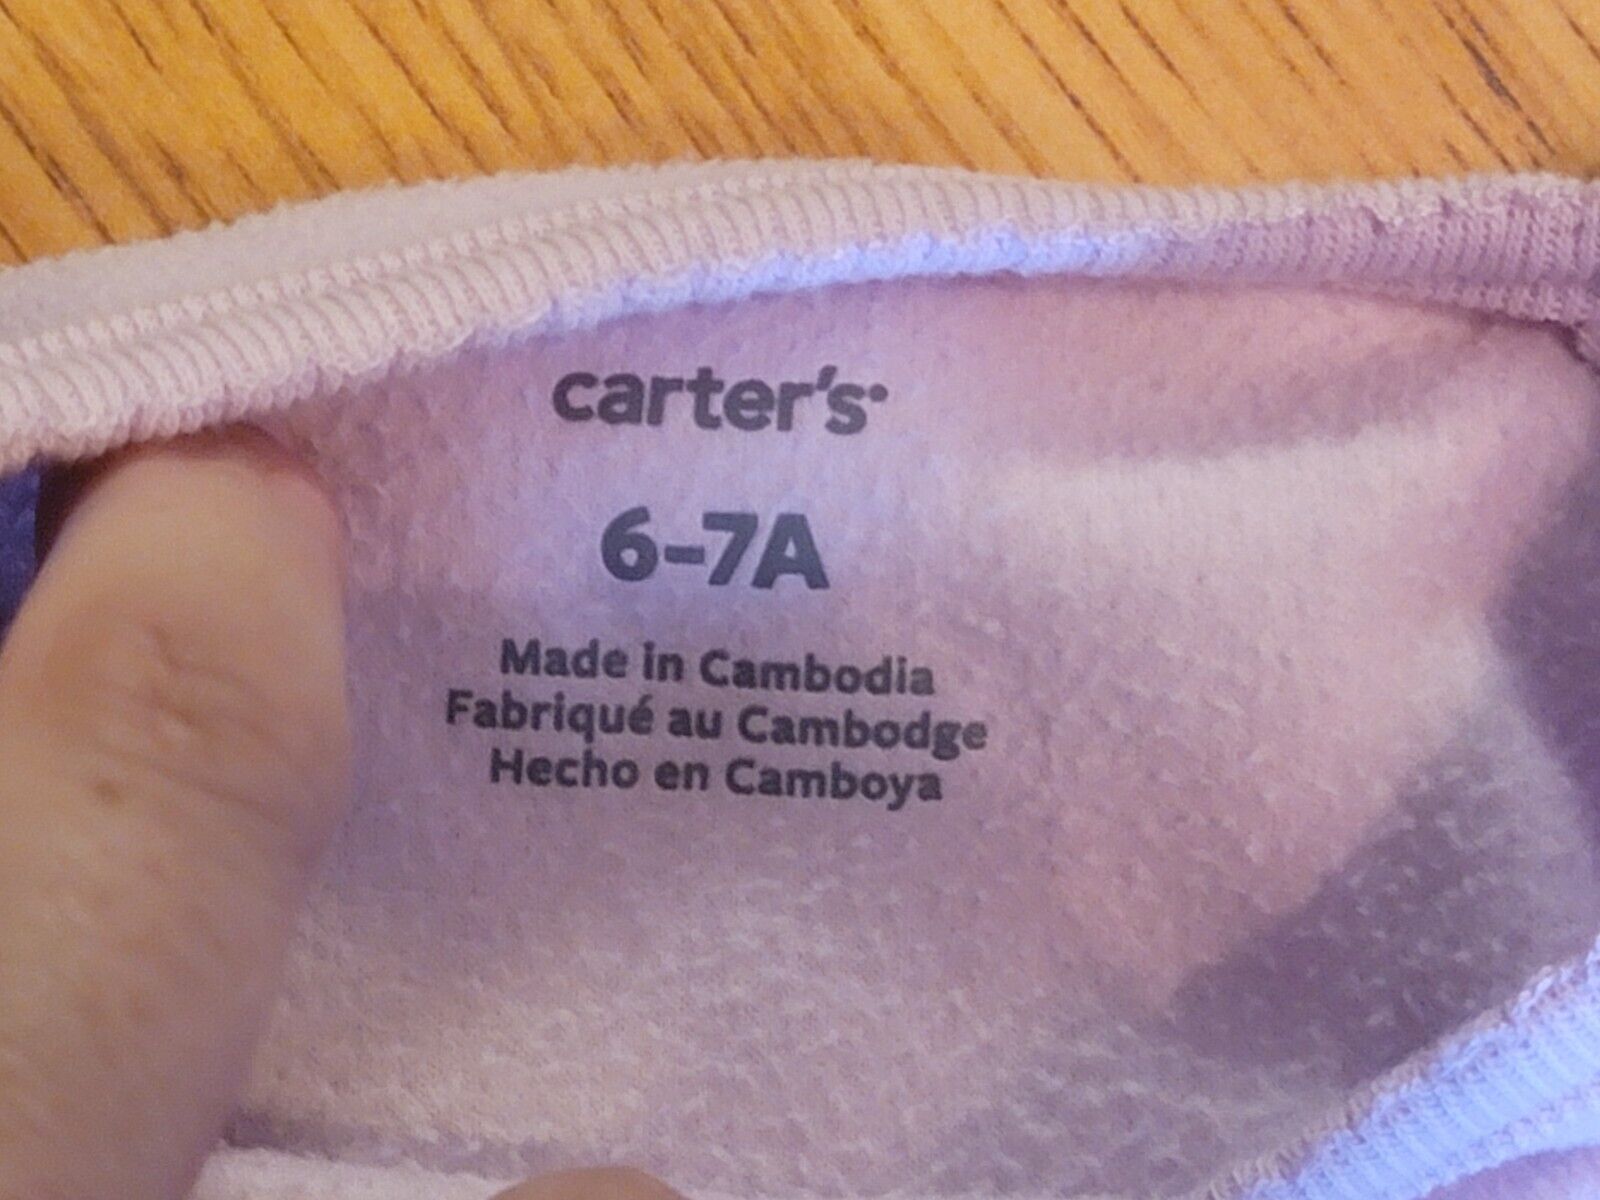 carter's
6-7A
Made in Cambodia
Fabriqué au Cambodge
Hecho en Camboya